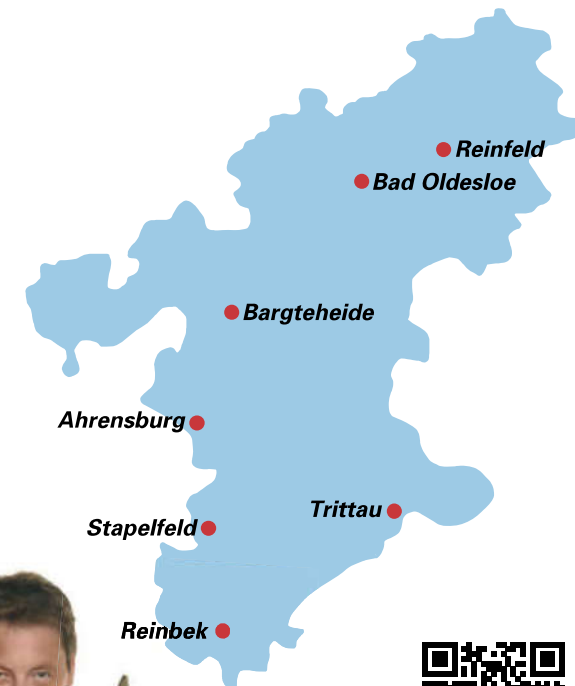 Reinfeld
Bad Oldesloe
Bargteheide
Ahrensburg
Trittau
Stapelfeld
Reinbek